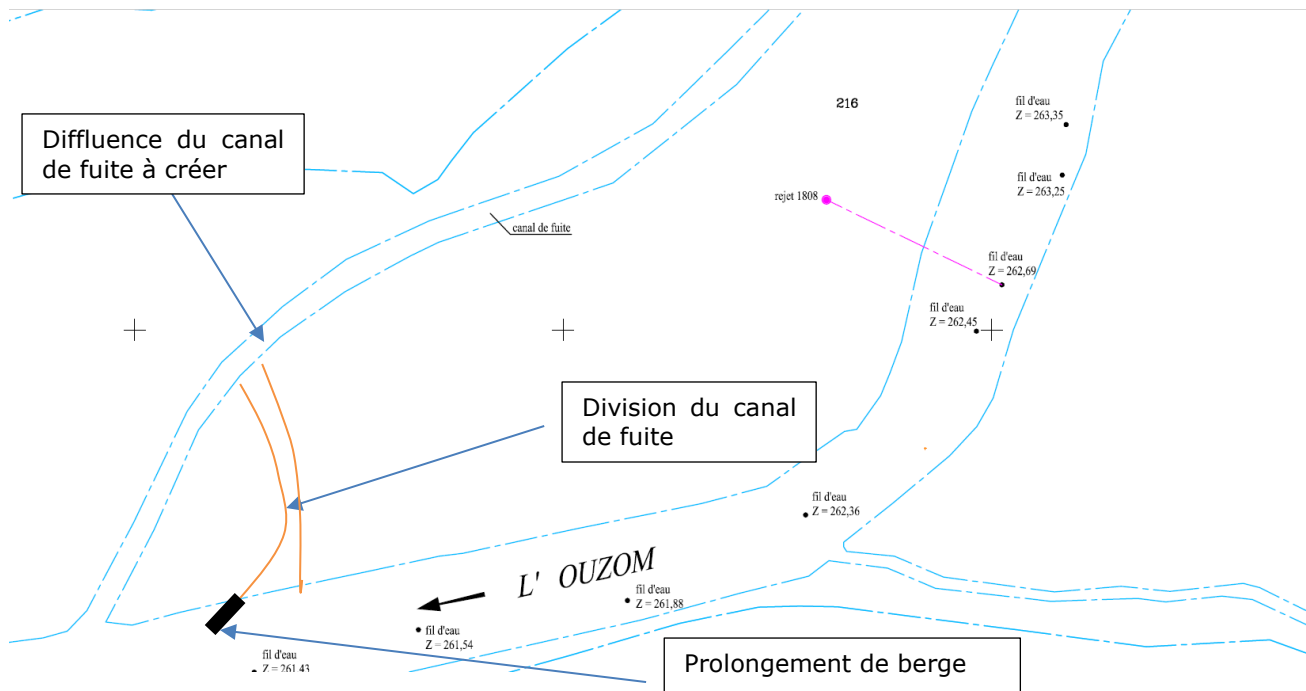 216
fil d'eau
Z = 263,35
Diffluence du canal
de fuite à créer
fil d'eau
Z = 263,25
rejet 1808
canal de fuite
fil d'eau
Z = 262,69
fil d'eau
Z = 262,45
Division du canal
de fuite
fil d'eau
Z = 262,36
L' OUZOM
fil d'eau
Z = 261,88
fil d'eau
Z = 261,54
fil d'eau
Z = 261,43
Prolongement de berge